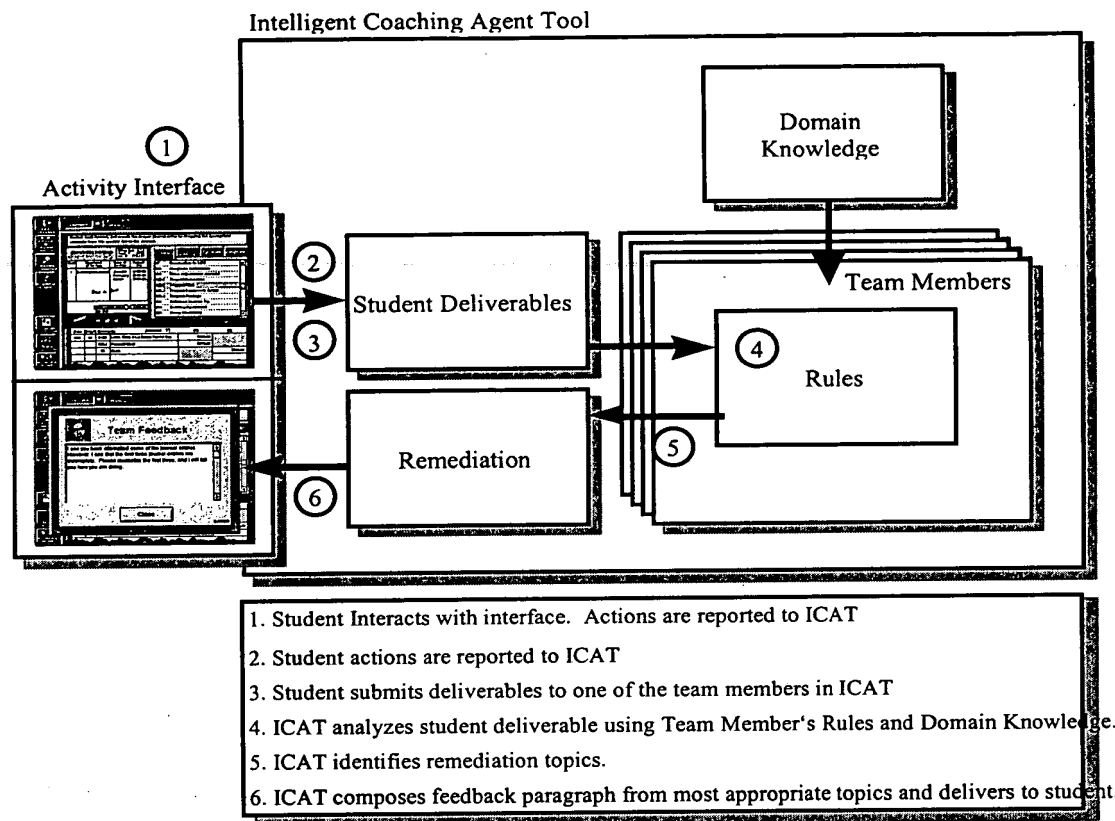 Intelligent Coaching Agent Tool
1
Activity Interface
Domain
Knowledge
2
Student Deliverables
3
Team Members
4
Rules
Team Feedback
Close
Remediation
5
6
1. Student Interacts with interface. Actions are reported to ICAT
2. Student actions are reported to ICAT
3. Student submits deliverables to one of the team members in ICAT
4. ICAT analyzes student deliverable using Team Member's Rules and Domain Knowledge.
5. ICAT identifies remediation topics.
6. ICAT composes feedback paragraph from most appropriate topics and delivers to student